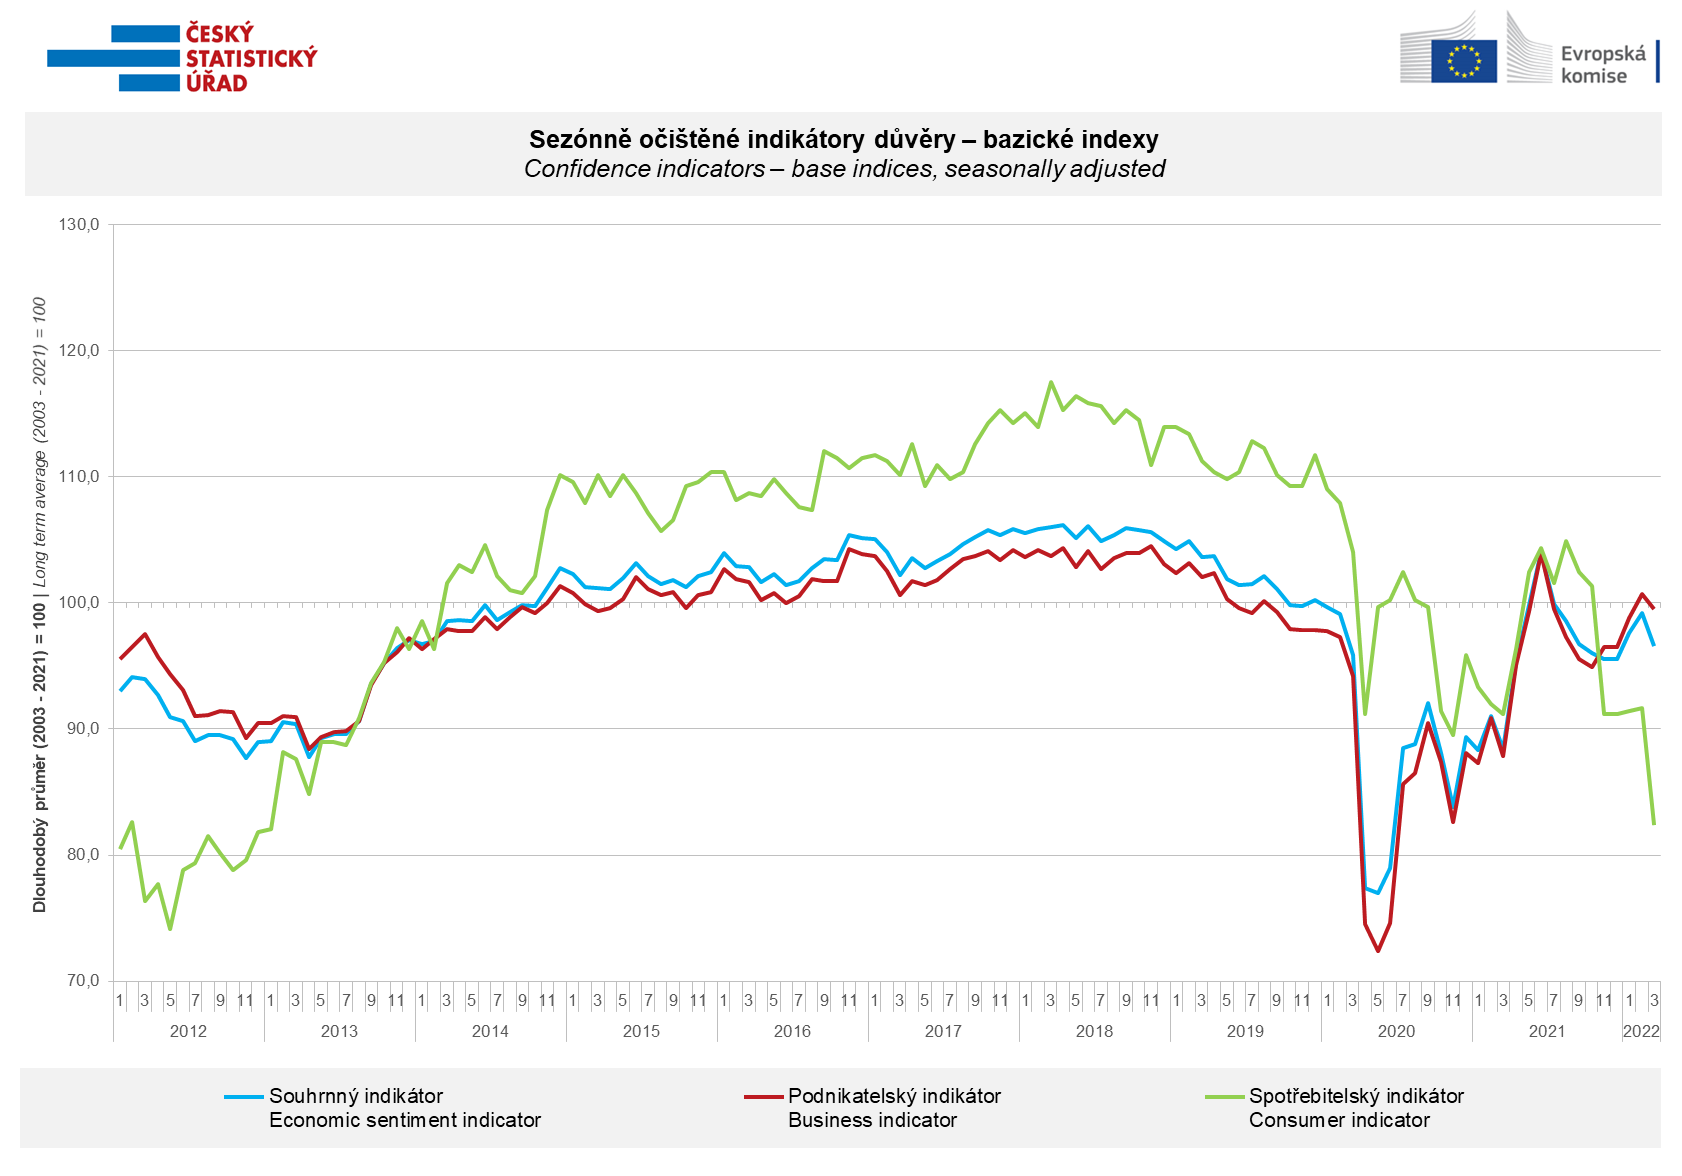 ČESKÝ
STATISTICKÝ
ÚŘAD
Evropská
komise
Sezónně očištěné indikátory důvěry – bazické indexy
Confidence indicators – base indices, seasonally adjusted
Dlouhodobý průměr (2003 - 2021) = 100 | Long term average (2003 - 2021) = 100
130,0
120,0
110,0
100,0
90,0
80,0
70,0
1 3 5 7 9 11 1 3 5 7 9 11 1 3 5 7 9 11 1 3 5 7 9 11 1 3 5 7 9 11 1 3 5 7 9 11 1 3 5 7 9 11 1 3 5 7 9 11 1 3 5 7 9 11 1 3 5 7 9 11 1 3
2012 2013 2014 2015 2016 2017 2018 2019 2020 2021 2022
Souhrnný indikátor
Economic sentiment indicator
Podnikatelský indikátor
Business indicator
Spotřebitelský indikátor
Consumer indicator